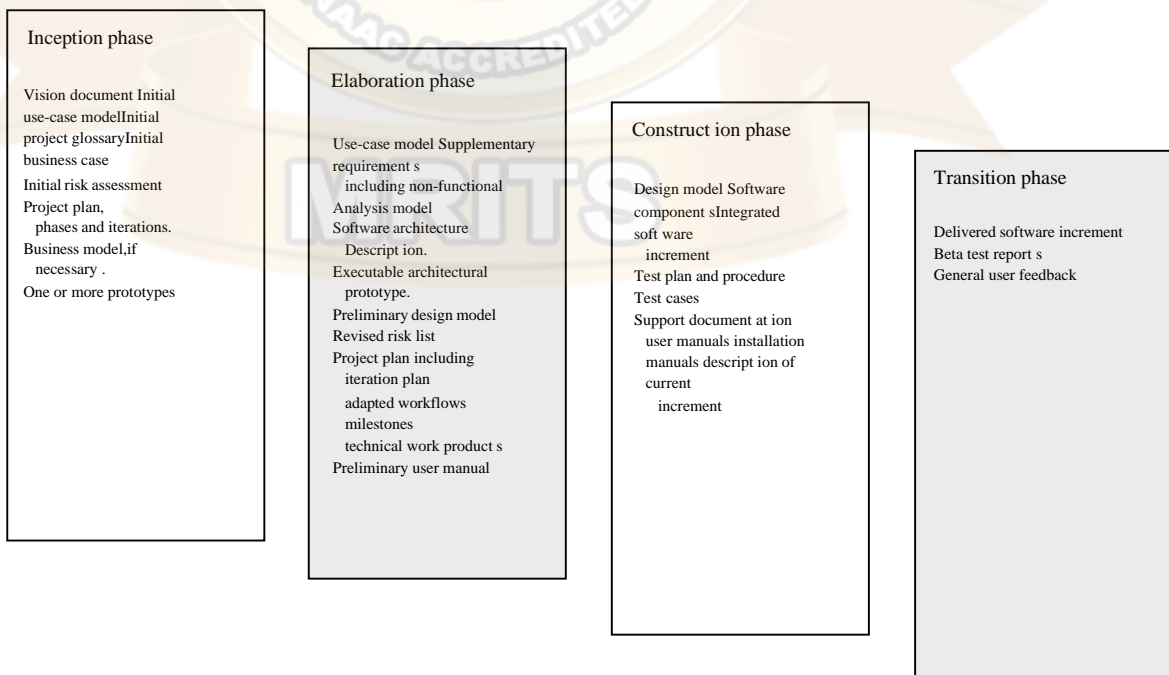 NAAC ACCREDITED
MRITS
Inception phase
Vision document Initial
use-case modelInitial
project glossaryInitial
business case
Initial risk assessment
Project plan,
phases and iterations.
Business model,if
necessary .
One or more prototypes
Elaboration phase
Use-case model Supplementary
requirement s
including non-functional
Analysis model
Software architecture
Descript ion.
Executable architectural
prototype.
Preliminary design model
Revised risk list
Project plan including
iteration plan
adapted workflows
milestones
technical work product s
Preliminary user manual
Construct ion phase
Design model Software
component sIntegrated
soft ware
increment
Test plan and procedure
Test cases
Support document at ion
user manuals installation
manuals descript ion of
current
increment
Transition phase
Delivered software increment
Beta test report s
General user feedback